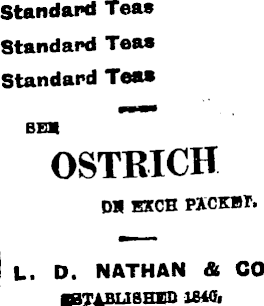 Standard Teas
Standard Teas
Standard Teas
SEE
OSTRICH
ON EACH PACKET.
L. D. NATHAN & CO
ESTABLISHED 1840,